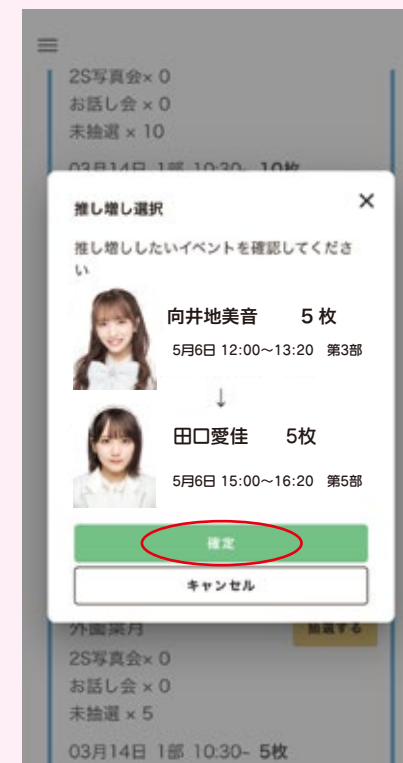 2S写真会× 0
お話し会 × 0
未抽選 × 10
03月14日 1部 10:30- 10枚
推し増し選択 ×
推し増ししたいイベントを確認してくださ
い
向井地美音 5 枚
5月6日 12:00〜13:20 第3部
↓
田口愛佳 5枚
5月6日 15:00〜16:20 第5部
確定
キャンセル
外園葉月 抽選する
2S写真会× 0
お話し会 × 0
未抽選 × 5
03月14日 1部 10:30- 5枚